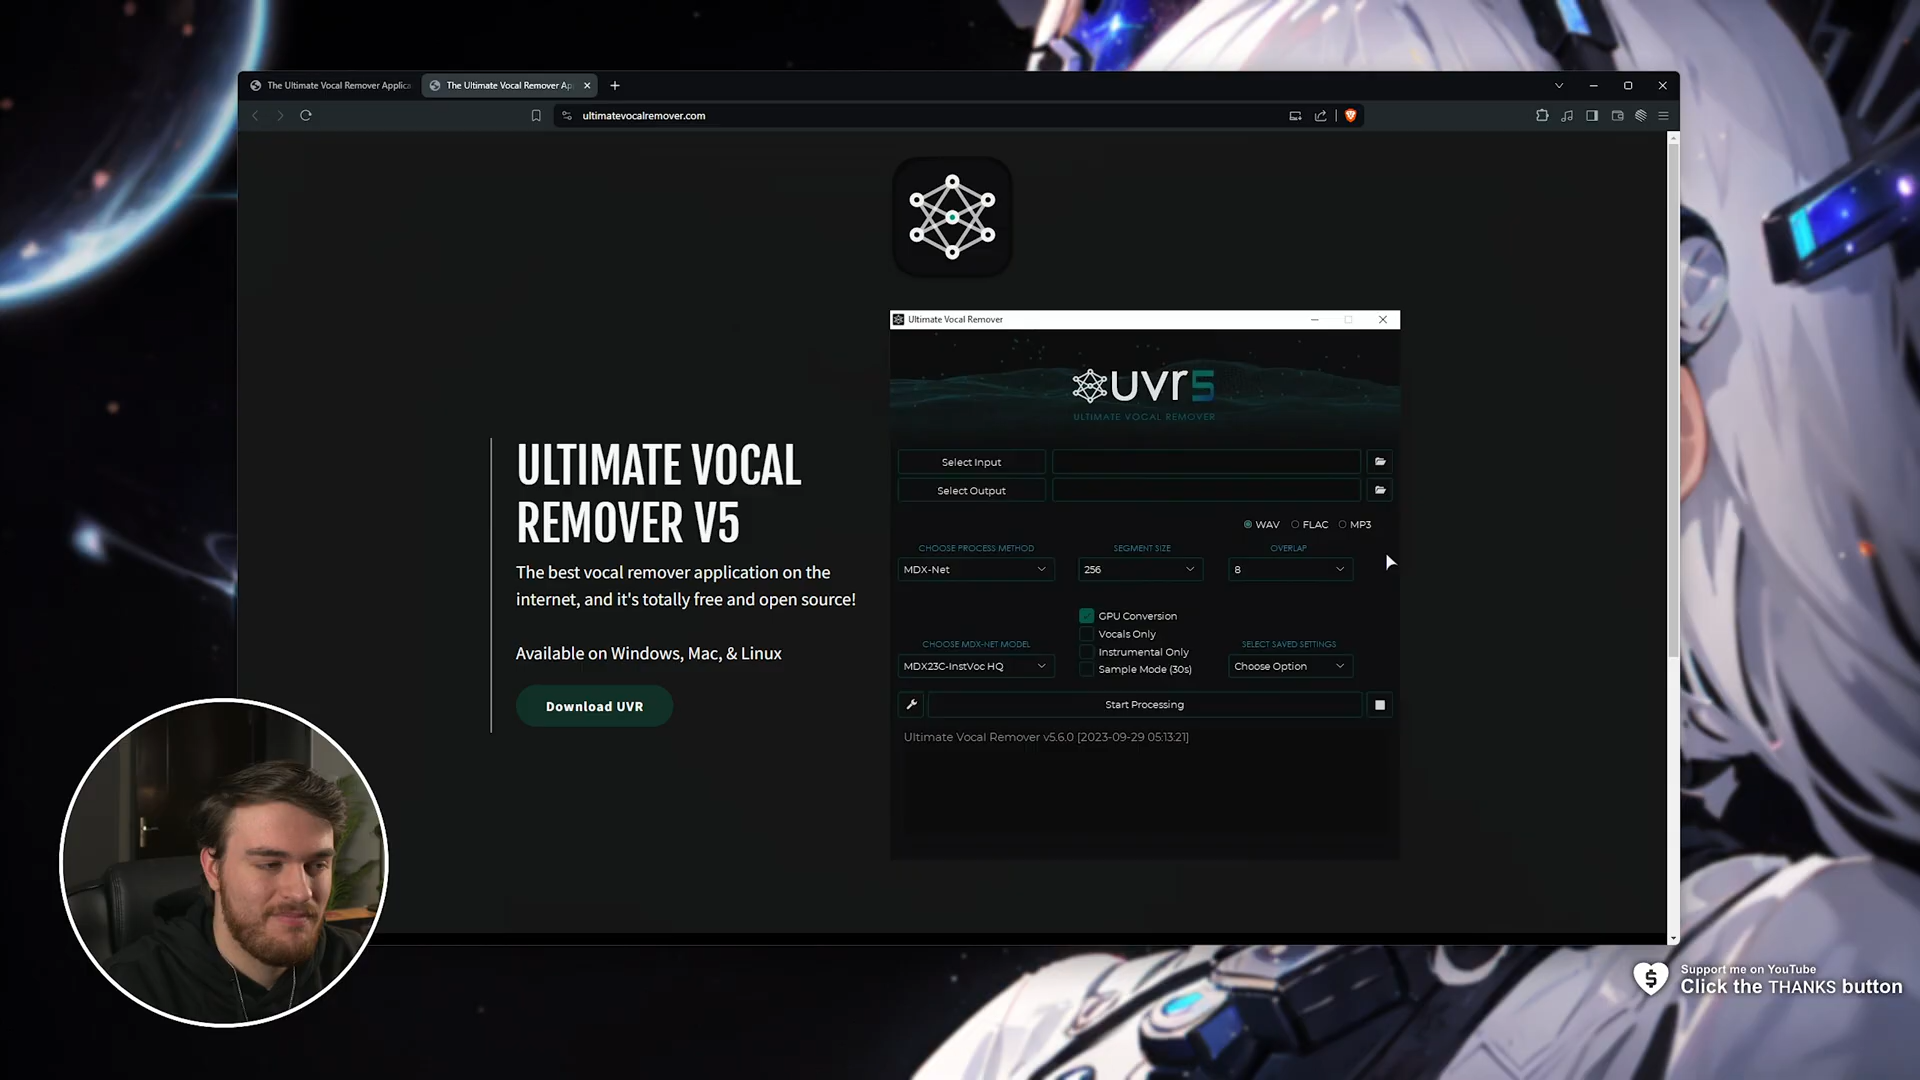 The Ultimate Vocal Remover Applica
The Ultimate Vocal Remover Ap
ultimatevocalremover.com
Ultimate Vocal Remover
uvr5
ULTIMATE VOCAL REMOVER
Select Input
Select Output
WAV FLAC MP3
CHOOSE PROCESS METHOD SEGMENT SIZE OVERLAP
MDX-Net 256 8
GPU Conversion
Vocals Only
Instrumental Only
Sample Mode (30s)
CHOOSE MDX-NET MODEL SELECT SAVED SETTINGS
MDX23C-InstVoc HQ Choose Option
Start Processing
Ultimate Vocal Remover v5.6.0 [2023-09-29 05:13:21]
ULTIMATE VOCAL
REMOVER V5
The best vocal remover application on the
internet, and it's totally free and open source!
Available on Windows, Mac, & Linux
Download UVR
Support me on YouTube
Click the THANKS button